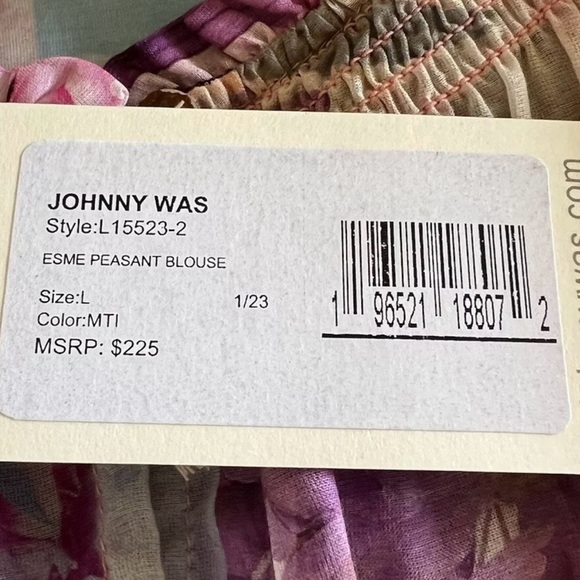 JOHNNY WAS
Style:L15523-2
ESME PEASANT BLOUSE
Size:L 1/23
Color:MTI
MSRP: $225
1 96521 18807 2
.com